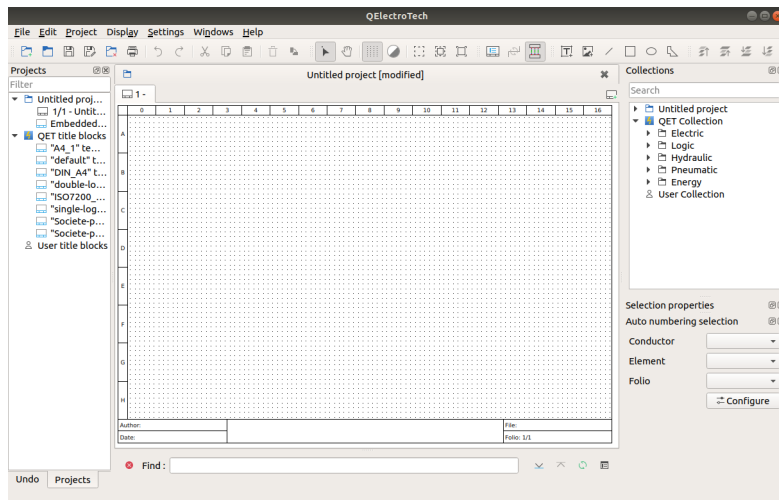 QElectroTech
File Edit Project Display Settings Windows Help
Projects
Filter
Untitled proj...
1/1 - Untit...
Embedded...
QET title blocks
"A4_1" te...
"default" t...
"DIN_A4" t...
"double-lo...
"ISO7200_...
"single-log...
"Societe-p...
"Societe-p...
User title blocks
Undo Projects
Untitled project [modified]
1 -
0 1 2 3 4 5 6 7 8 9 10 11 12 13 14 15 16
A
B
C
D
E
F
G
H
Author:
Date:
File:
Folio: 1/1
Find :
Collections
Search
Untitled project
QET Collection
Electric
Logic
Hydraulic
Pneumatic
Energy
User Collection
Selection properties
Auto numbering selection
Conductor
Element
Folio
Configure